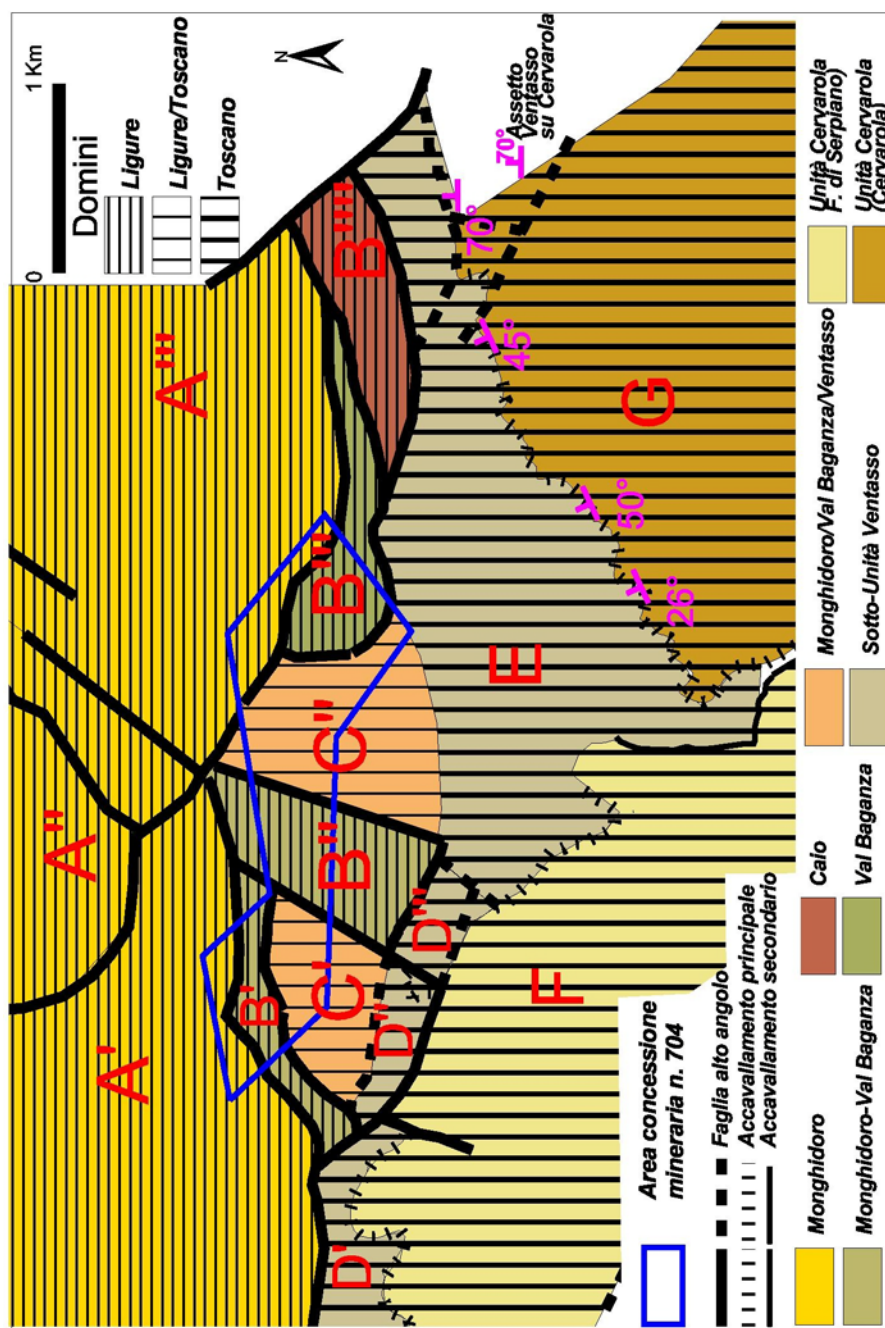 0
1 Km
Domini
Ligure
Ligure/Toscano
Toscano
N
A'
A"
A'''
B'
B"
B'''
B''''
C'
C"
D'
D"
D'''
E
F
G
70°
70°
Assetto
Ventasso
su Cervarola
45°
50°
26°
Area concessione
mineraria n. 704
Faglia alto angolo
Accavallamento principale
Accavallamento secondario
Monghidoro
Monghidoro-Val Baganza
Caio
Val Baganza
Monghidoro/Val Baganza/Ventasso
Sotto-Unità Ventasso
Unità Cervarola
F. di Serpiano)
Unità Cervarola
(Cervarola)